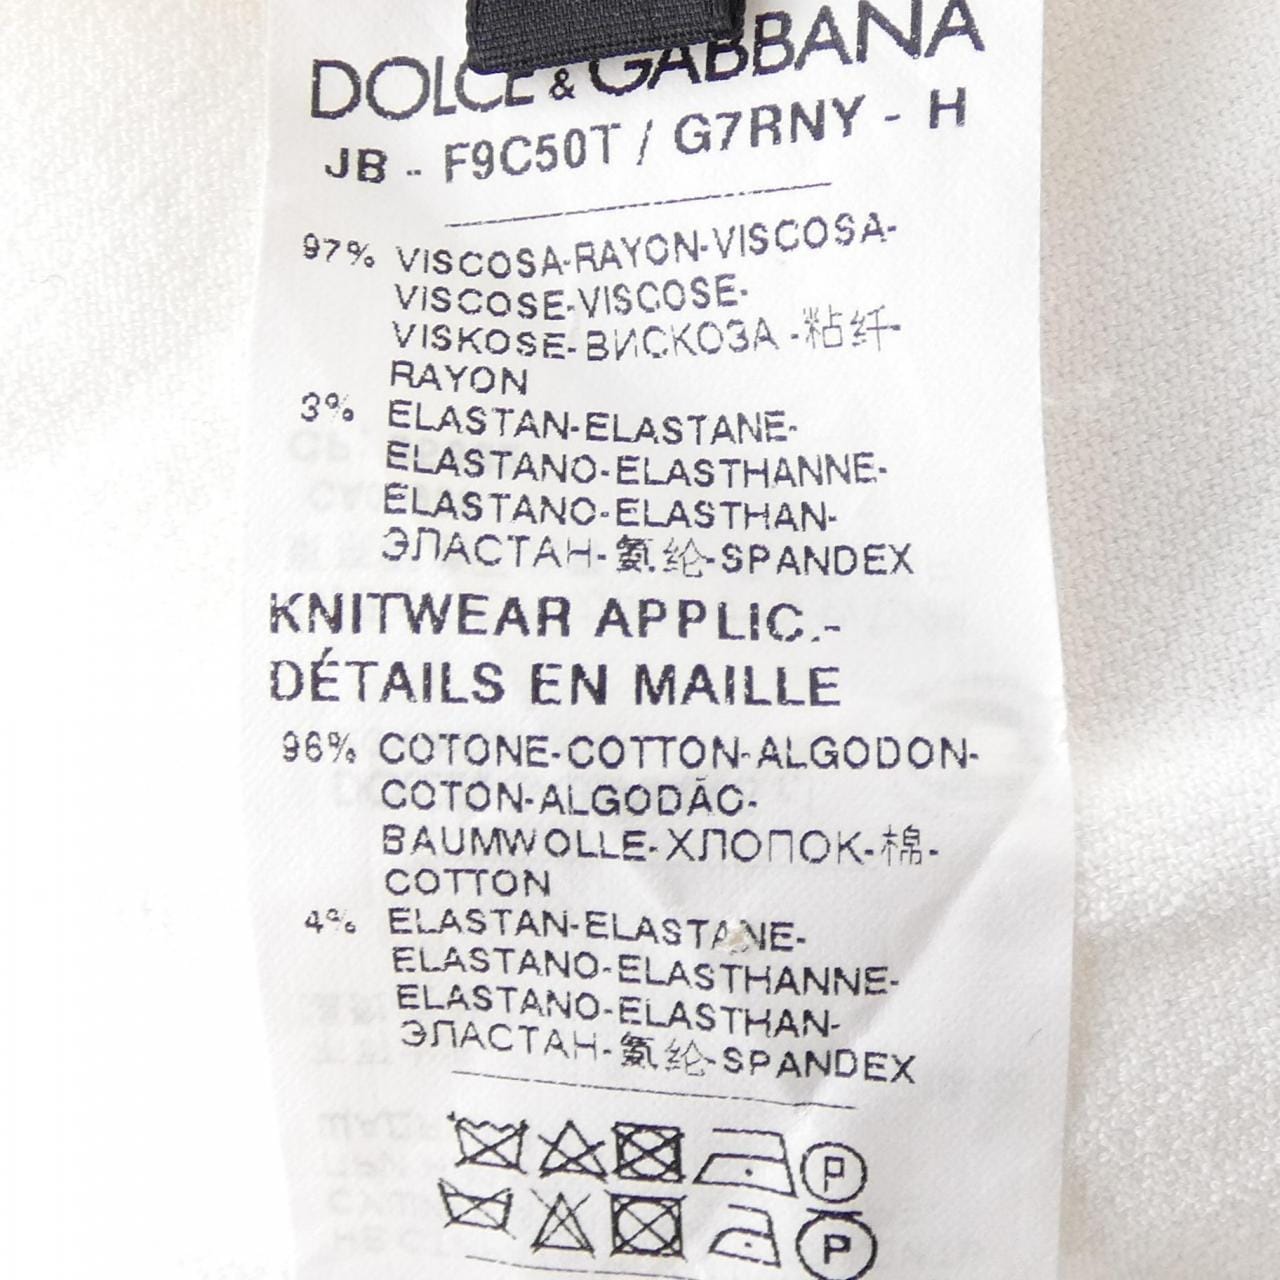 DOLCE & GABBANA
JB - F9C50T / G7RNY - H
97% VISCOSA-RAYON-VISCOSA-
VISCOSE-VISCOSE-
VISKOSE-ВИСКОЗА -粘纤-
RAYON
3% ELASTAN-ELASTANE-
ELASTANO-ELASTHANNE-
ELASTANO-ELASTHAN-
ЭЛАСТАН-氨纶-SPANDEX
KNITWEAR APPLIC.-
DÉTAILS EN MAILLE
96% COTONE-COTTON-ALGODON-
COTON-ALGODÃO-
BAUMWOLLE-ХЛОПОК-棉-
COTTON
4% ELASTAN-ELASTANE-
ELASTANO-ELASTHANNE-
ELASTANO-ELASTHAN-
ЭЛАСТАН-氨纶-SPANDEX
P
P